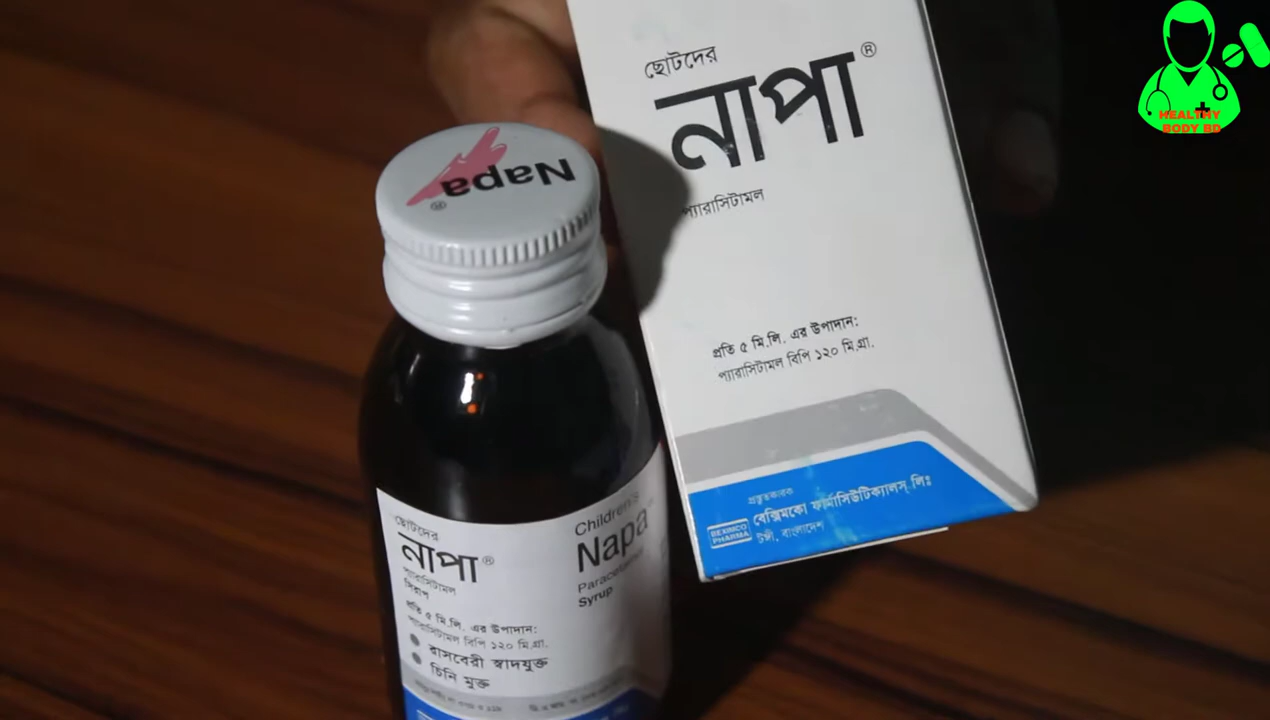 ছোটদের
নাপা®
প্যারাসিটামল
প্রতি ৫ মি.লি. এর উপাদান:
প্যারাসিটামল বিপি ১২০ মি.গ্রা.
প্রস্তুতকারক
বেক্সিমকো ফার্মাসিউটিক্যালস্ লিঃ
টঙ্গী, বাংলাদেশ
BEXIMCO
PHARMA
HEALTHY
BODY BD
Napa®
ছোটদের
নাপা®
প্যারাসিটামল
সিরাপ
প্রতি ৫ মি.লি. এর উপাদান:
প্যারাসিটামল বিপি ১২০ মি.গ্রা.
রাসবেরী স্বাদযুক্ত
চিনি মুক্ত
Children's
Napa
Syrup